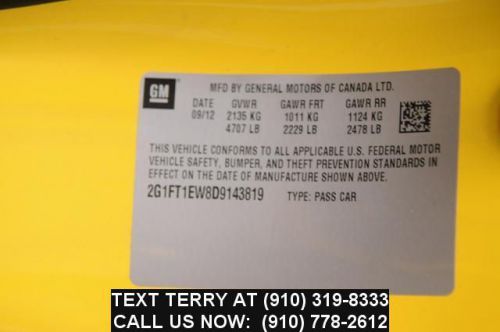 GM
MFD BY GENERAL MOTORS OF CANADA LTD.
DATE GVWR GAWR FRT GAWR RR
09/12 2135 KG 1011 KG 1124 KG
4707 LB 2229 LB 2478 LB
THIS VEHICLE CONFORMS TO ALL APPLICABLE U.S. FEDERAL MOTOR
VEHICLE SAFETY, BUMPER, AND THEFT PREVENTION STANDARDS IN
EFFECT ON THE DATE OF MANUFACTURE SHOWN ABOVE.
2G1FT1EW8D9143819 TYPE: PASS CAR
TEXT TERRY AT (910) 319-8333
CALL US NOW: (910) 778-2612